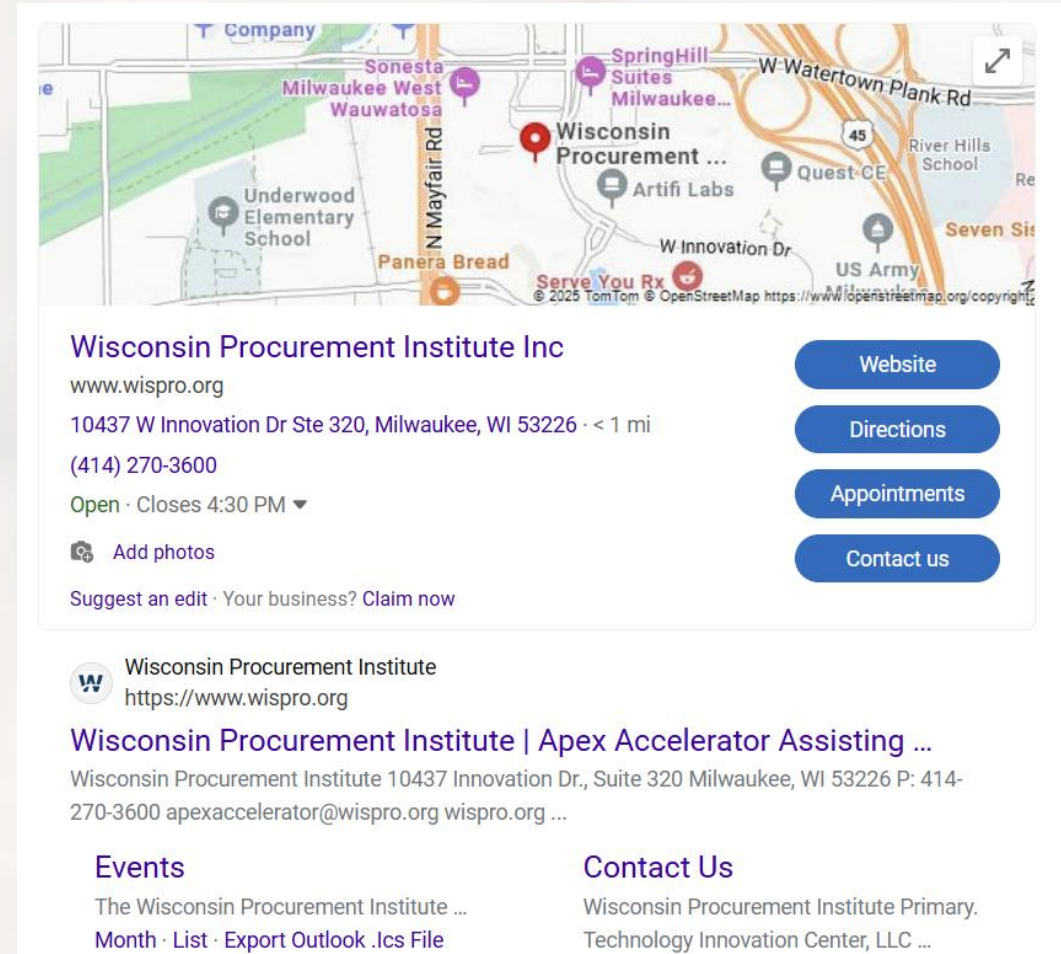 Company
Sonesta
Milwaukee West
Wauwatosa
SpringHill
Suites
Milwaukee...
W Watertown Plank Rd
e
Wisconsin
Procurement ...
45
River Hills
School
Artifi Labs
Quest CE
Re
Underwood
Elementary
School
N Mayfair Rd
Seven Sis
W Innovation Dr
Panera Bread
US Army
Serve You Rx
© 2025 TomTom © OpenStreetMap https://www.openstreetmap.org/copyright
Wisconsin Procurement Institute Inc
www.wispro.org
10437 W Innovation Dr Ste 320, Milwaukee, WI 53226 · < 1 mi
(414) 270-3600
Open · Closes 4:30 PM
Add photos
Suggest an edit · Your business? Claim now
Website
Directions
Appointments
Contact us
Wisconsin Procurement Institute
https://www.wispro.org
Wisconsin Procurement Institute | Apex Accelerator Assisting ...
Wisconsin Procurement Institute 10437 Innovation Dr., Suite 320 Milwaukee, WI 53226 P: 414-
270-3600 apexaccelerator@wispro.org wispro.org ...
Events
The Wisconsin Procurement Institute ...
Month · List · Export Outlook .Ics File
Contact Us
Wisconsin Procurement Institute Primary.
Technology Innovation Center, LLC ...